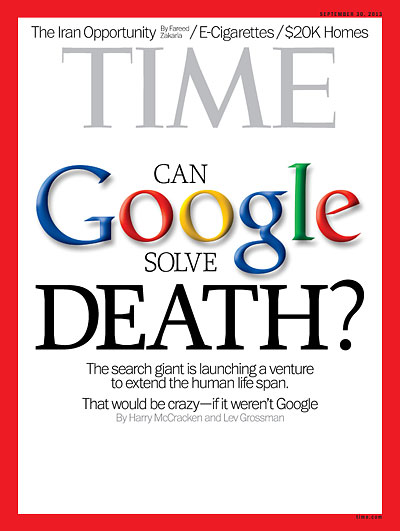 SEPTEMBER 30, 2013
The Iran Opportunity By Fareed Zakaria /E-Cigarettes /$20K Homes
TIME
CAN
Google
SOLVE
DEATH?
The search giant is launching a venture
to extend the human life span.
That would be crazy—if it weren't Google
By Harry McCracken and Lev Grossman
time.com